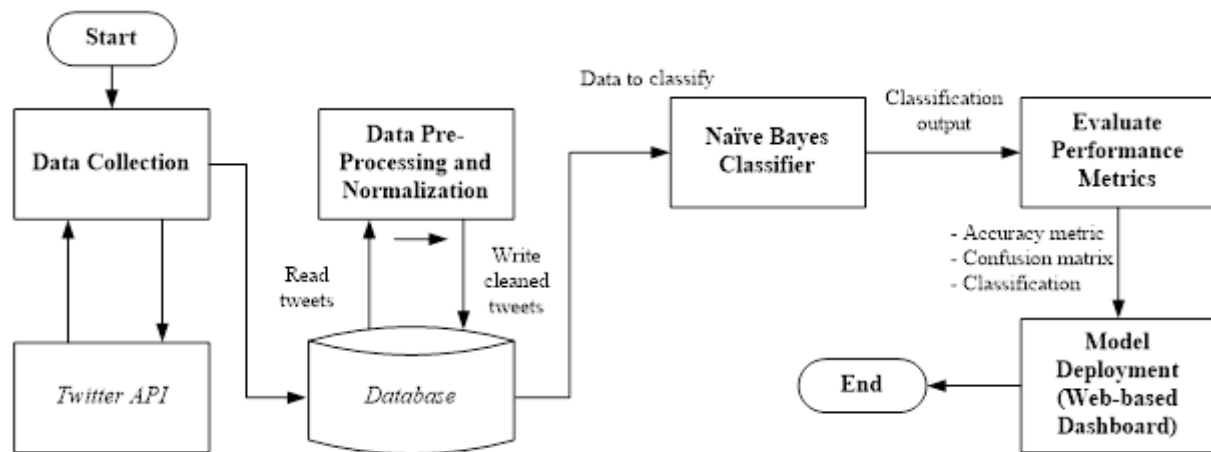 Start
Data Collection
Twitter API
Data Pre-
Processing and
Normalization
Read
tweets
Write
cleaned
tweets
Database
Data to classify
Naïve Bayes
Classifier
Classification
output
Evaluate
Performance
Metrics
- Accuracy metric
- Confusion matrix
- Classification
Model
Deployment
(Web-based
Dashboard)
End